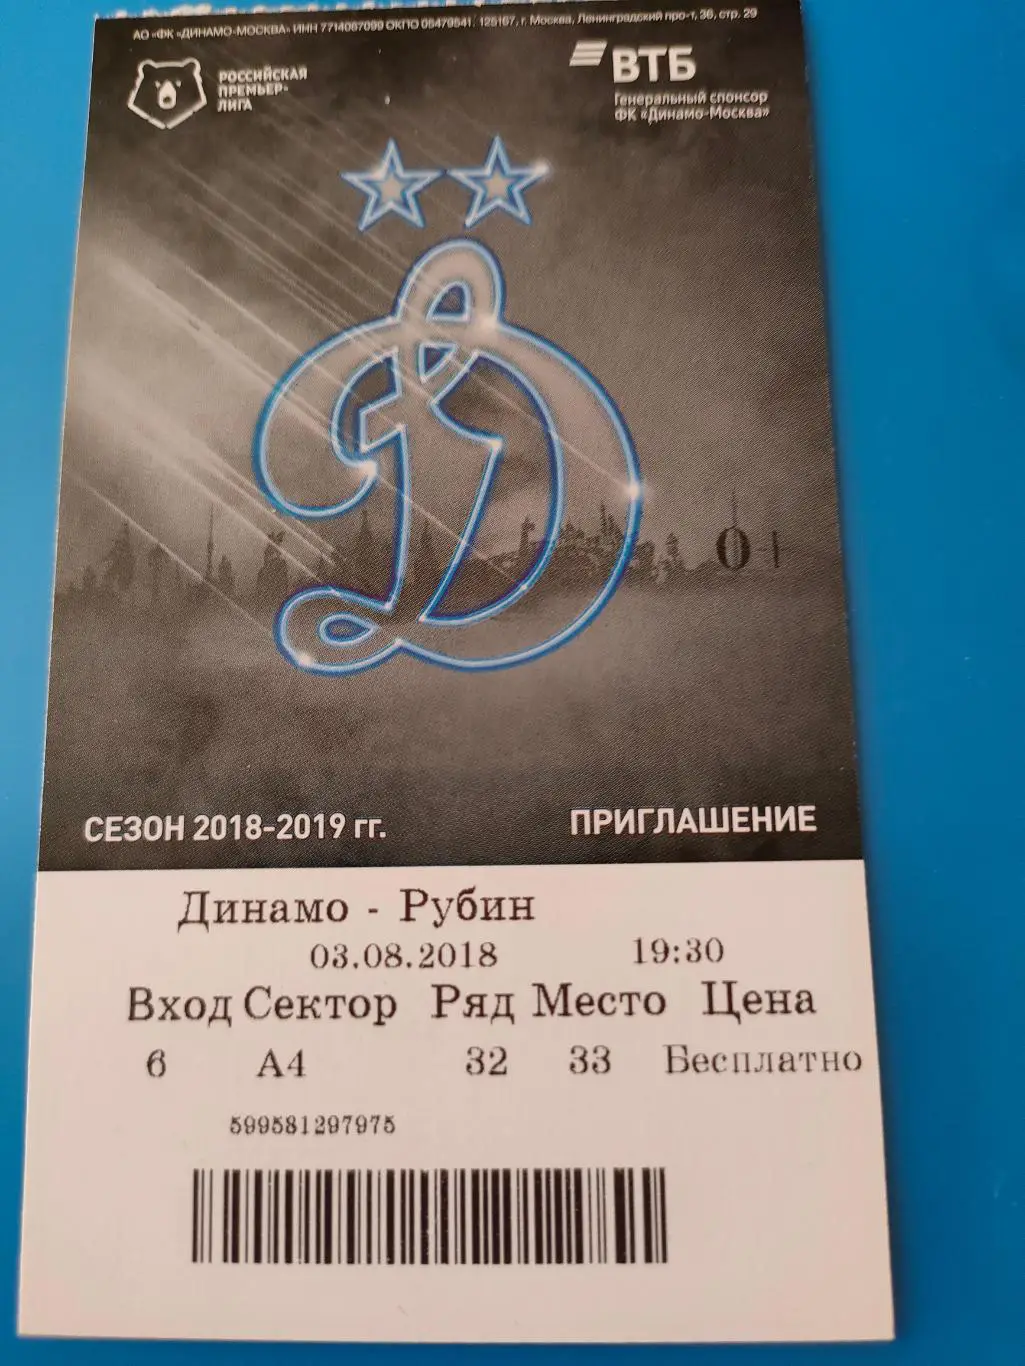 АО «ФК «ДИНАМО-МОСКВА» ИНН 7714067099 ОКПО 05479541 125167, г. Москва, Ленинградский про-т, 36, стр. 29
РОССИЙСКАЯ
ПРЕМЬЕР-
ЛИГА
ВТБ
Генеральный спонсор
ФК «Динамо-Москва»
СЕЗОН 2018-2019 гг.
ПРИГЛАШЕНИЕ
Динамо - Рубин
03.08.2018 19:30
Вход Сектор Ряд Место Цена
6 А4 32 33 Бесплатно
599581297975